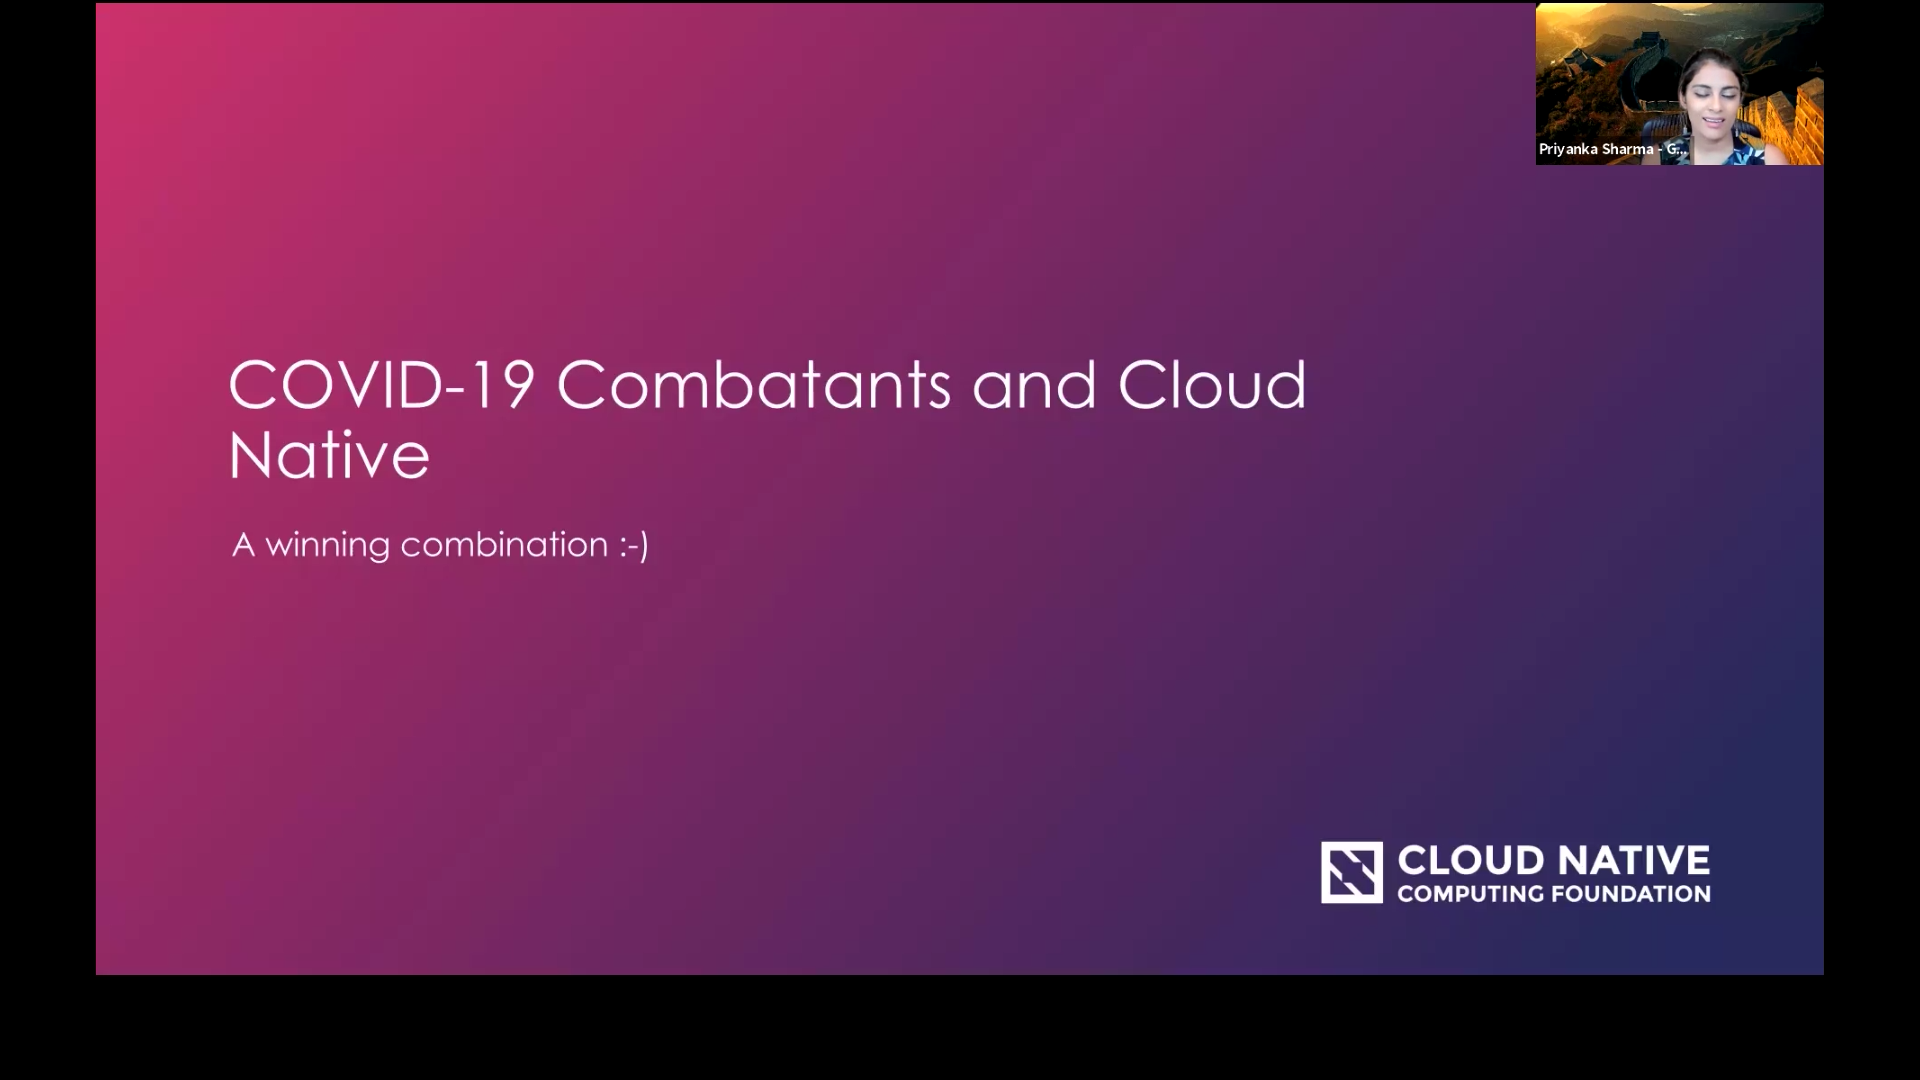 Priyanka Sharma - G...
COVID-19 Combatants and Cloud
Native
A winning combination :-)
CLOUD NATIVE
COMPUTING FOUNDATION